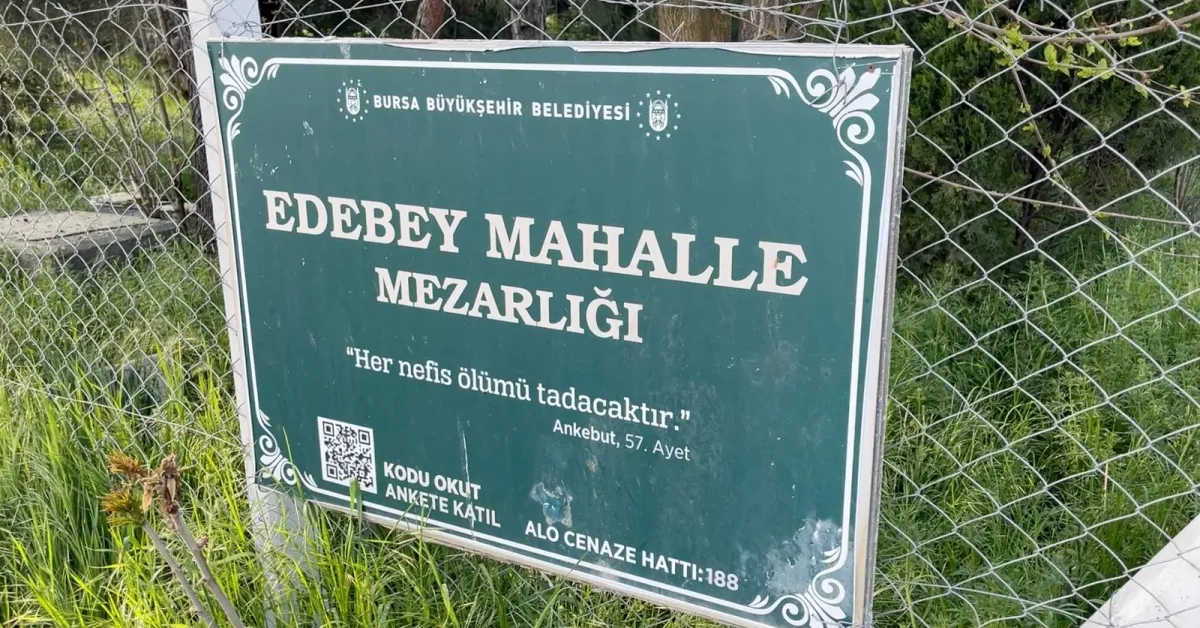 BURSA BÜYÜKŞEHİR BELEDİYESİ
EDEBEY MAHALLE
MEZARLIĞI
“Her nefis ölümü tadacaktır.”
Ankebut, 57. Ayet
KODU OKUT
ANKETE KATIL
ALO CENAZE HATTI:188